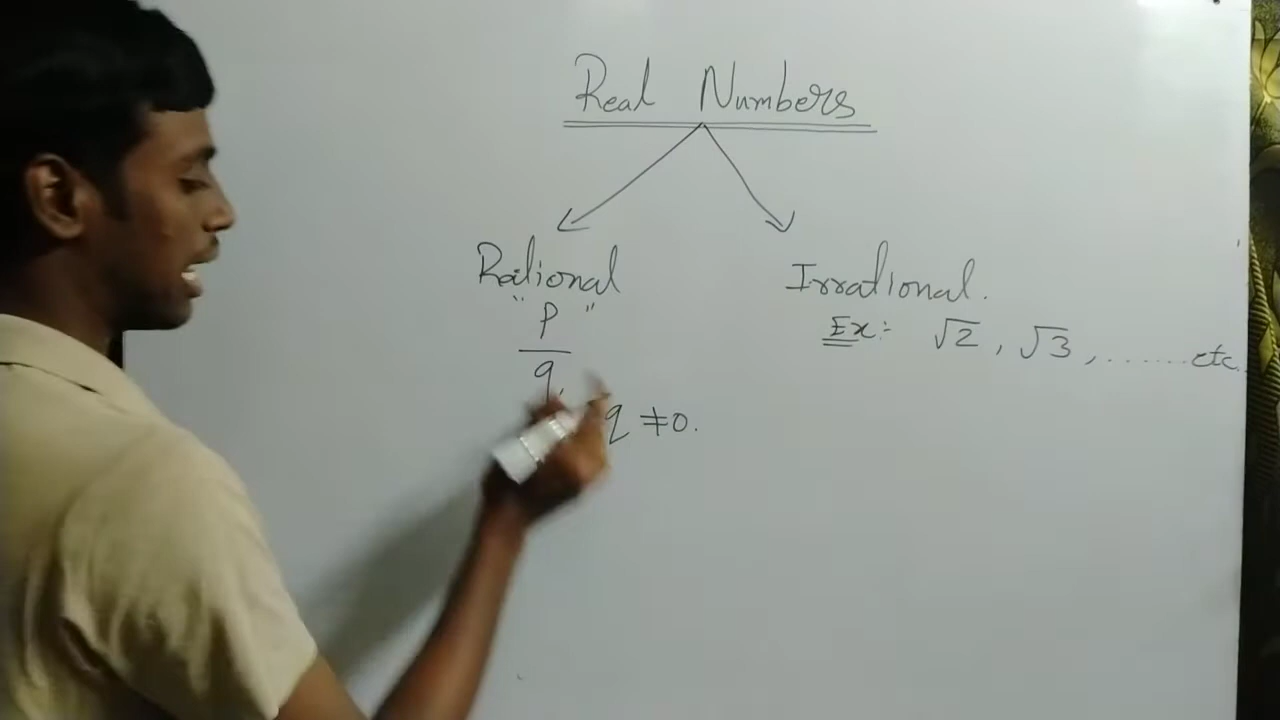 Real Numbers
Rational
Irrational.
" P "
q,
q ≠0.
Ex:- √2, √3, ....... etc.